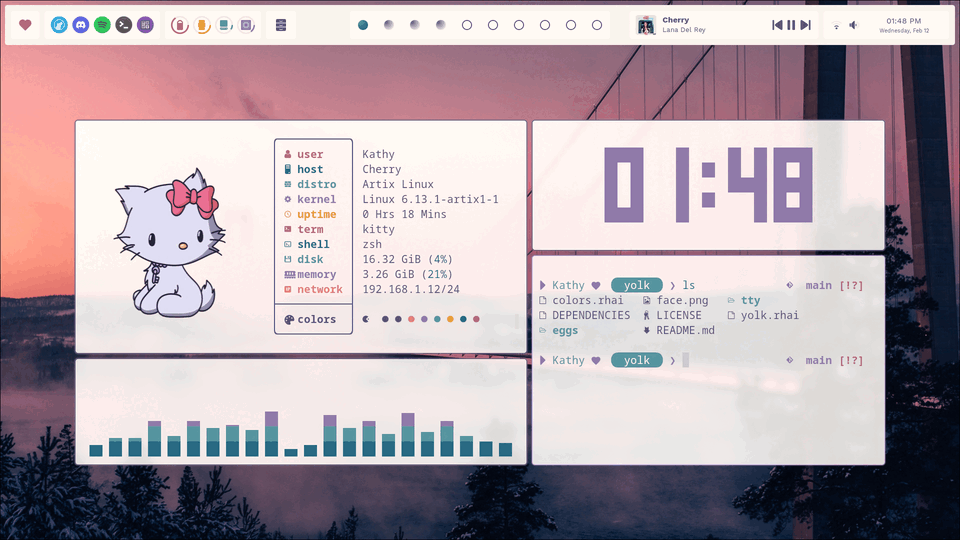 Cherry
Lana Del Rey
01:48 PM
Wednesday, Feb 12
user Kathy
host Cherry
distro Artix Linux
kernel Linux 6.13.1-artix1-1
uptime 0 Hrs 18 Mins
term kitty
shell zsh
disk 16.32 GiB (4%)
memory 3.26 GiB (21%)
network 192.168.1.12/24
colors
01:48
Kathy yolk ❯ ls main [!?]
colors.rhai face.png tty
DEPENDENCIES LICENSE yolk.rhai
eggs README.md
Kathy yolk ❯ main [!?]